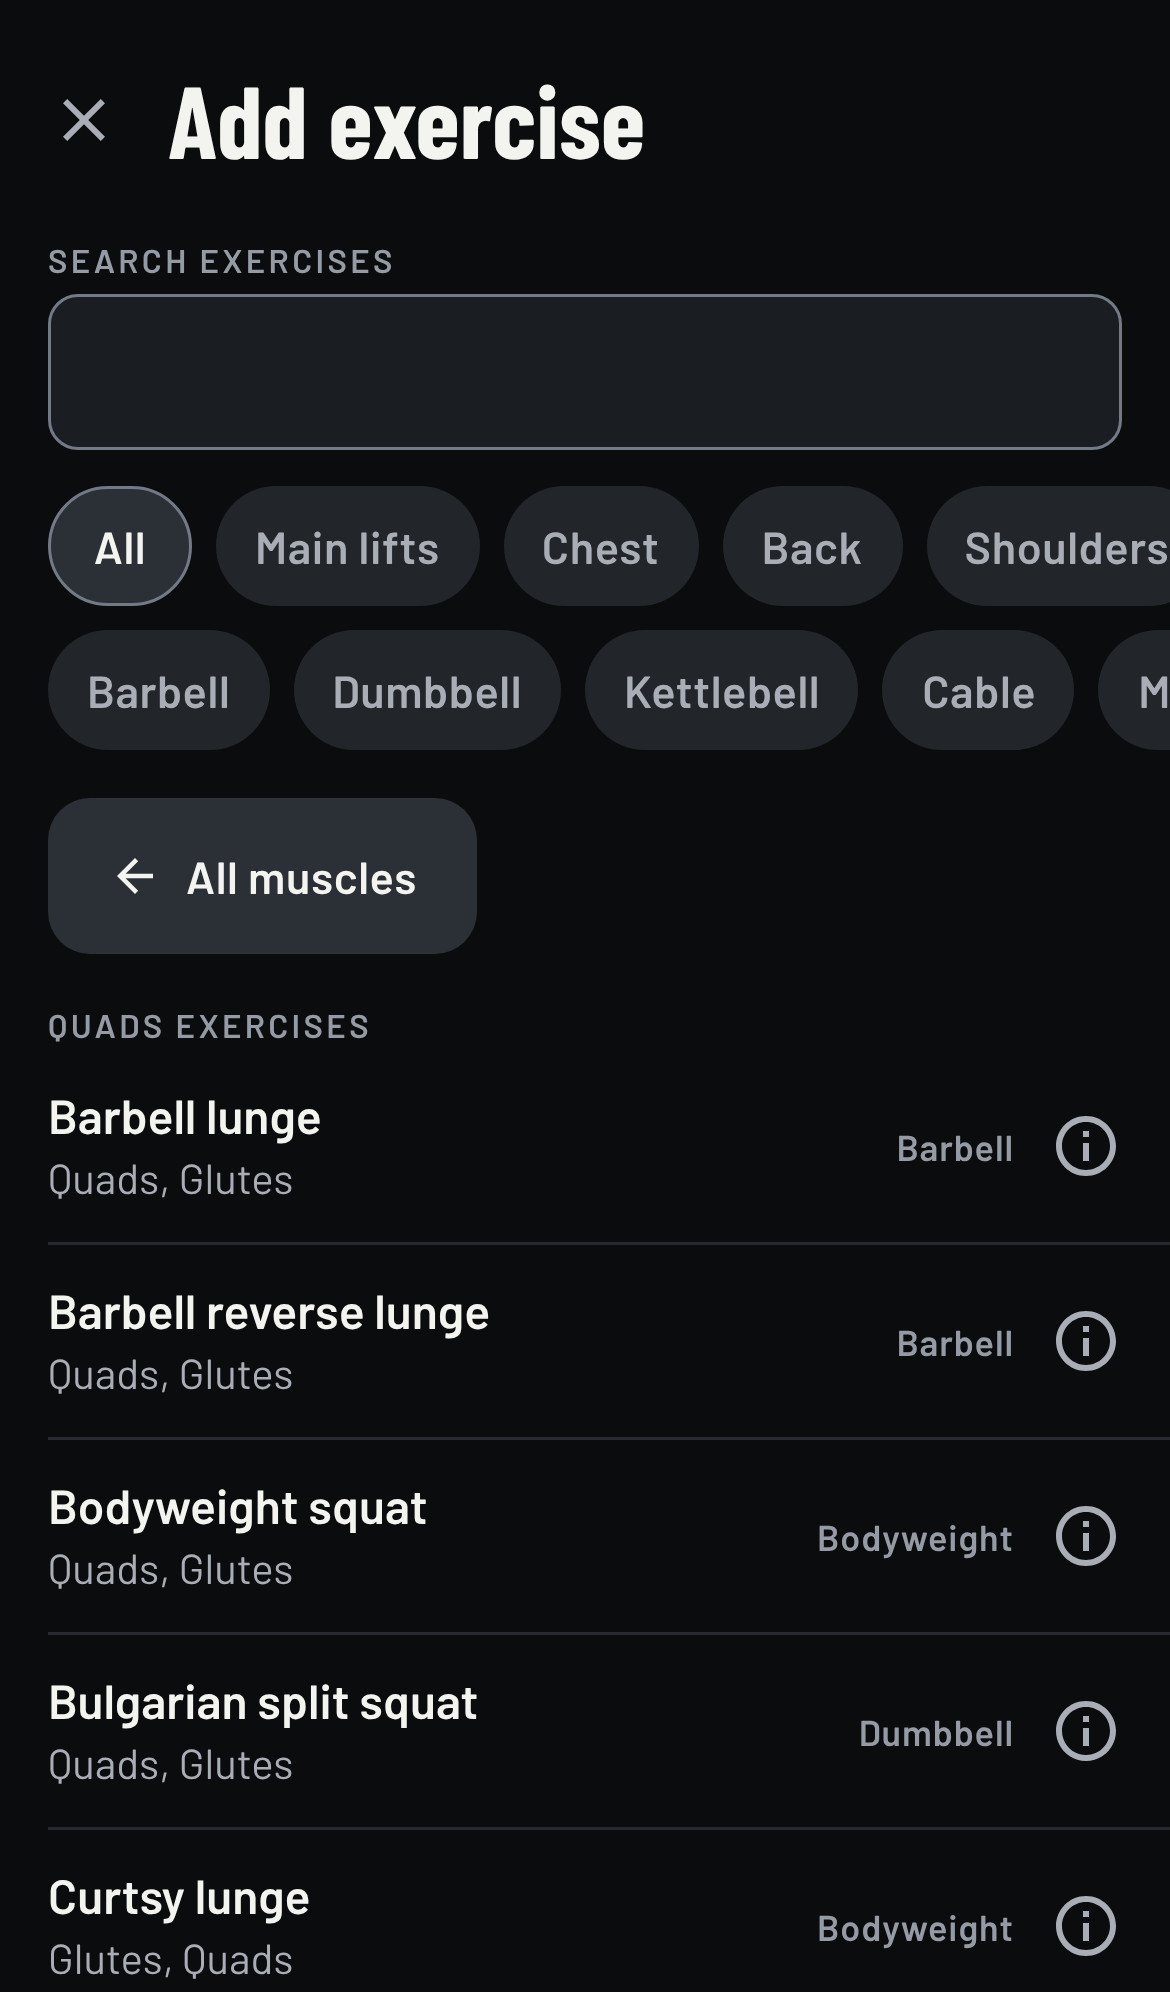 Add exercise
SEARCH EXERCISES
All Main lifts Chest Back Shoulders
Barbell Dumbbell Kettlebell Cable M
All muscles
QUADS EXERCISES
Barbell lunge
Quads, Glutes
Barbell
Barbell reverse lunge
Quads, Glutes
Barbell
Bodyweight squat
Quads, Glutes
Bodyweight
Bulgarian split squat
Quads, Glutes
Dumbbell
Curtsy lunge
Glutes, Quads
Bodyweight